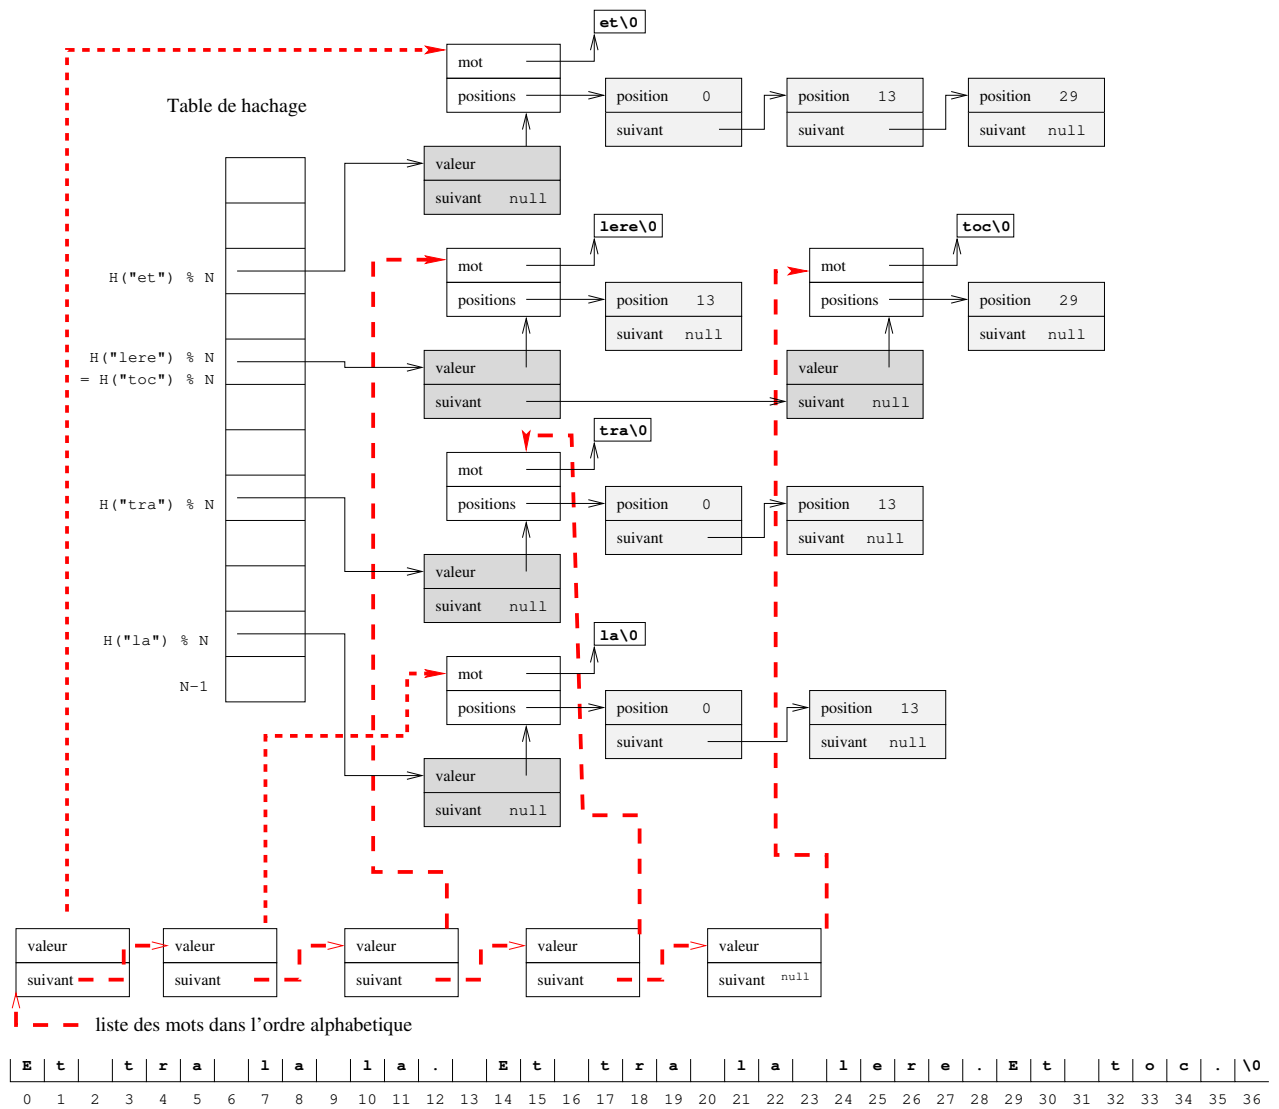 et\0
mot
positions
position 0
suivant
position 13
suivant
position 29
suivant null
Table de hachage
valeur
suivant null
H("et") % N
lere\0
mot
positions
position 13
suivant null
toc\0
mot
positions
position 29
suivant null
H("lere") % N
= H("toc") % N
valeur
suivant
valeur
suivant null
tra\0
mot
positions
position 0
suivant
position 13
suivant null
H("tra") % N
valeur
suivant null
la\0
mot
positions
position 0
suivant
position 13
suivant null
H("la") % N
N-1
valeur
suivant null
valeur
suivant
valeur
suivant
valeur
suivant
valeur
suivant
valeur
suivant null
liste des mots dans l'ordre alphabetique
E t t r a l a l a . E t t r a l a l e r e . E t t o c . \0
0 1 2 3 4 5 6 7 8 9 10 11 12 13 14 15 16 17 18 19 20 21 22 23 24 25 26 27 28 29 30 31 32 33 34 35 36